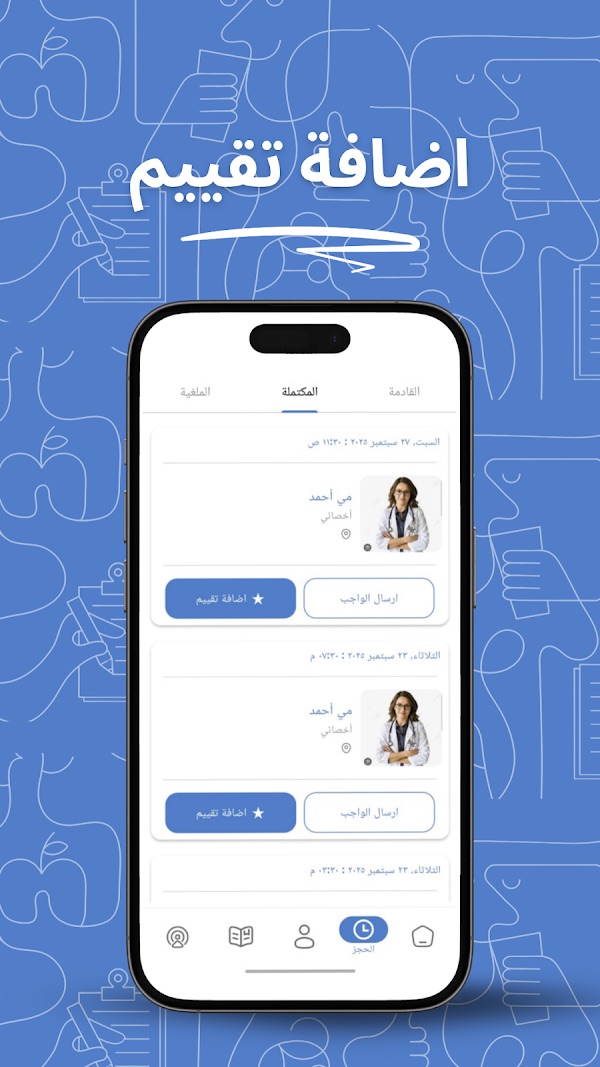 اضافة تقييم
القادمة المكتملة الملغية
السبت، ٢٧ سبتمبر ٢٠٢٥ : ١١:٣٠ ص
مي أحمد
أخصائي
ارسال الواجب اضافة تقييم
الثلاثاء، ٢٣ سبتمبر ٢٠٢٥ : ٠٧:٣٠ م
مي أحمد
أخصائي
ارسال الواجب اضافة تقييم
الثلاثاء، ٢٣ سبتمبر ٢٠٢٥ : ٠٣:٣٠ م
الحجز